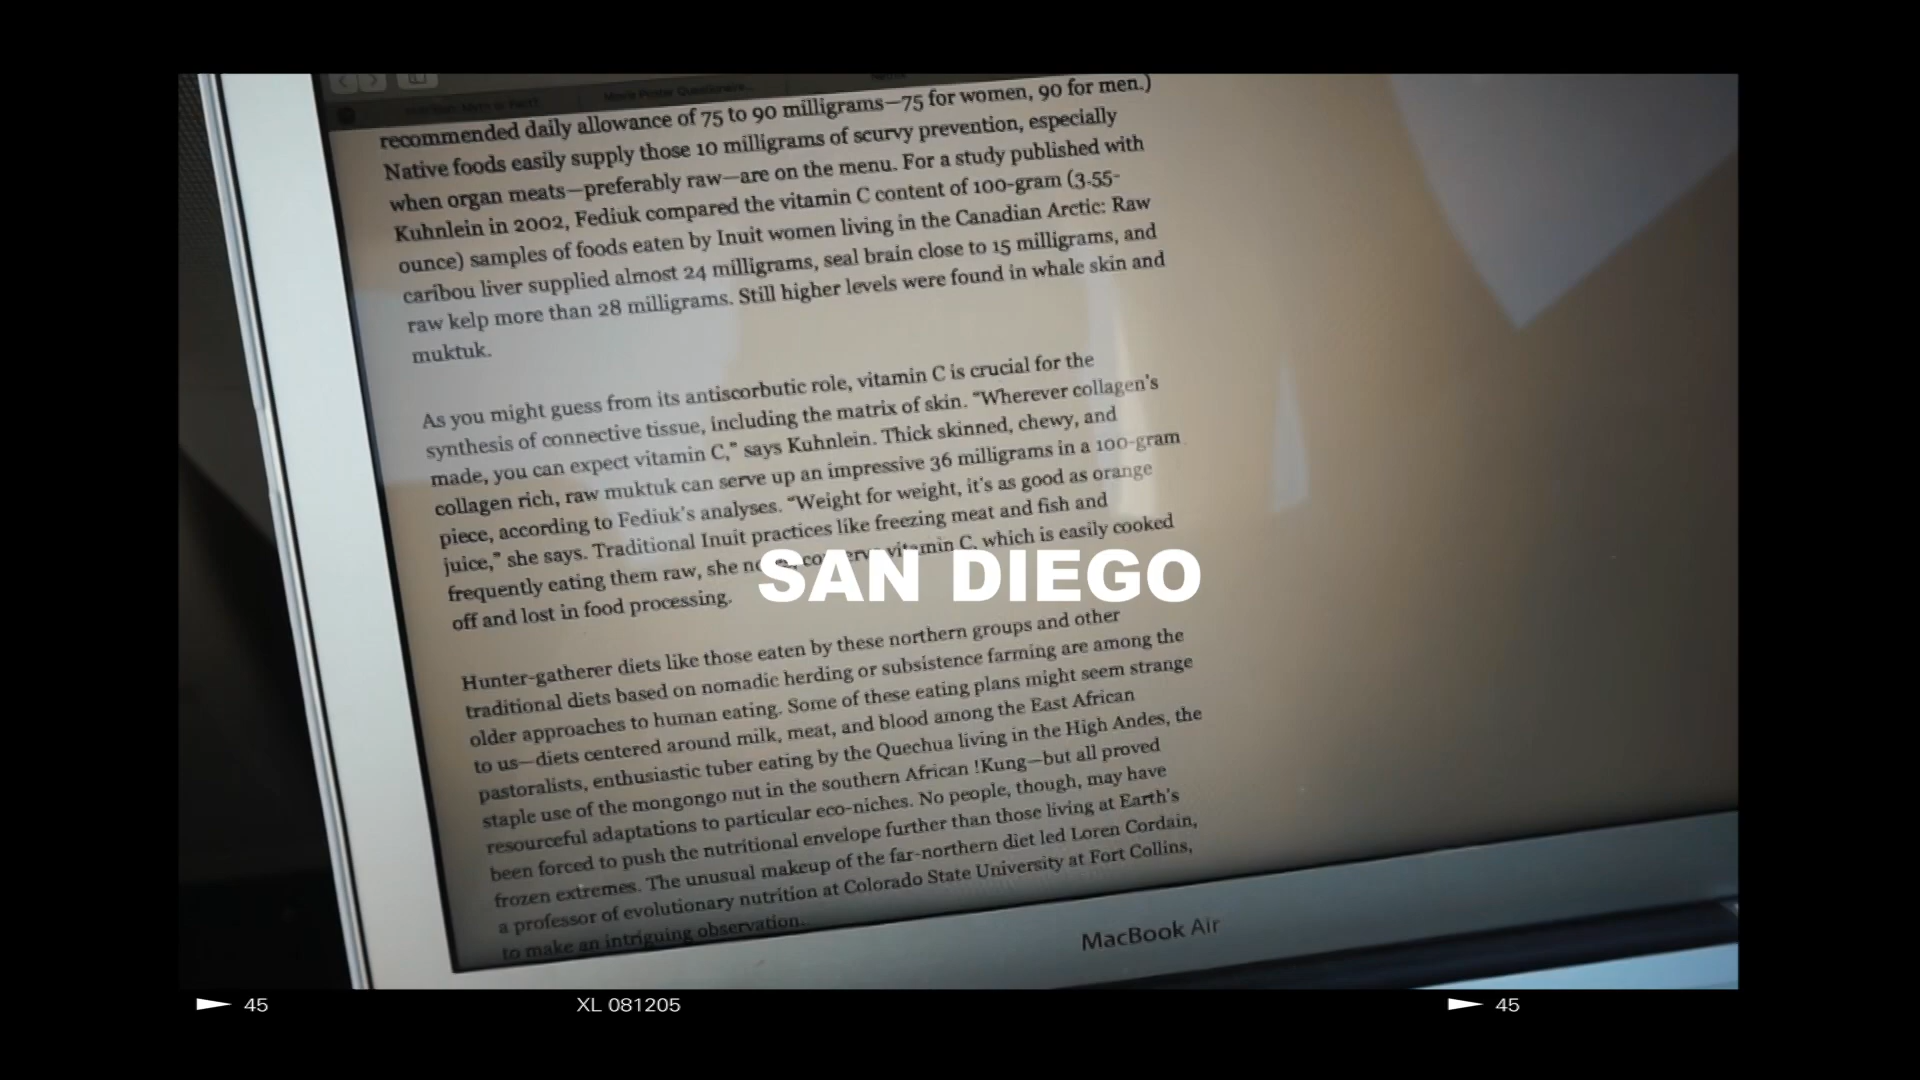 recommended daily allowance of 75 to 90 milligrams—75 for women, 90 for men.)
Native foods easily supply those 10 milligrams of scurvy prevention, especially
when organ meats—preferably raw—are on the menu. For a study published with
Kuhnlein in 2002, Fediuk compared the vitamin C content of 100-gram (3.55-
ounce) samples of foods eaten by Inuit women living in the Canadian Arctic: Raw
caribou liver supplied almost 24 milligrams, seal brain close to 15 milligrams, and
raw kelp more than 28 milligrams. Still higher levels were found in whale skin and
muktuk.
As you might guess from its antiscorbutic role, vitamin C is crucial for the
synthesis of connective tissue, including the matrix of skin. “Wherever collagen’s
made, you can expect vitamin C,” says Kuhnlein. Thick skinned, chewy, and
collagen rich, raw muktuk can serve up an impressive 36 milligrams in a 100-gram
piece, according to Fediuk’s analyses. “Weight for weight, it’s as good as orange
juice,” she says. Traditional Inuit practices like freezing meat and fish and
frequently eating them raw, she vitamin C, which is easily cooked
off and lost in food processing.
SAN DIEGO
Hunter-gatherer diets like those eaten by these northern groups and other
traditional diets based on nomadic herding or subsistence farming are among the
older approaches to human eating. Some of these eating plans might seem strange
to us—diets centered around milk, meat, and blood among the East African
pastoralists, enthusiastic tuber eating by the Quechua living in the High Andes, the
staple use of the mongongo nut in the southern African !Kung—but all proved
resourceful adaptations to particular eco-niches. No people, though, may have
been forced to push the nutritional envelope further than those living at Earth’s
frozen extremes. The unusual makeup of the far-northern diet led Loren Cordain,
a professor of evolutionary nutrition at Colorado State University at Fort Collins,
to make an intriguing observation.
MacBook Air
45
XL 081205
45